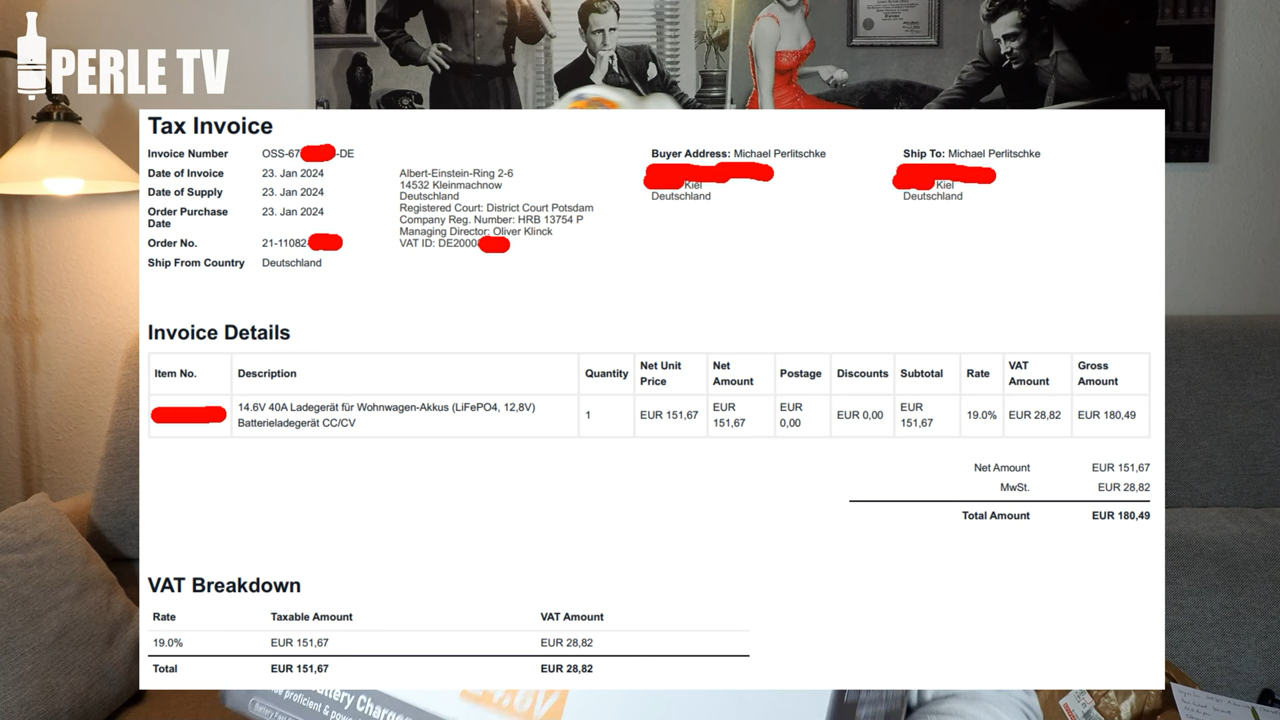 PERLE TV
Tax Invoice
Invoice Number OSS-67 -DE
Date of Invoice 23. Jan 2024
Date of Supply 23. Jan 2024
Order Purchase Date 23. Jan 2024
Order No. 21-11082
Ship From Country Deutschland
Albert-Einstein-Ring 2-6
14532 Kleinmachnow
Deutschland
Registered Court: District Court Potsdam
Company Reg. Number: HRB 13754 P
Managing Director: Oliver Klinck
VAT ID: DE2000
Buyer Address: Michael Perlitschke
Kiel
Deutschland
Ship To: Michael Perlitschke
Kiel
Deutschland
Invoice Details
Item No. Description Quantity Net Unit Price Net Amount Postage Discounts Subtotal Rate VAT Amount Gross Amount
14.6V 40A Ladegerät für Wohnwagen-Akkus (LiFePO4, 12,8V)
Batterieladegerät CC/CV
1 EUR 151,67 EUR 151,67 EUR 0,00 EUR 0,00 EUR 151,67 19.0% EUR 28,82 EUR 180,49
Net Amount EUR 151,67
MwSt. EUR 28,82
Total Amount EUR 180,49
VAT Breakdown
Rate Taxable Amount VAT Amount
19.0% EUR 151,67 EUR 28,82
Total EUR 151,67 EUR 28,82